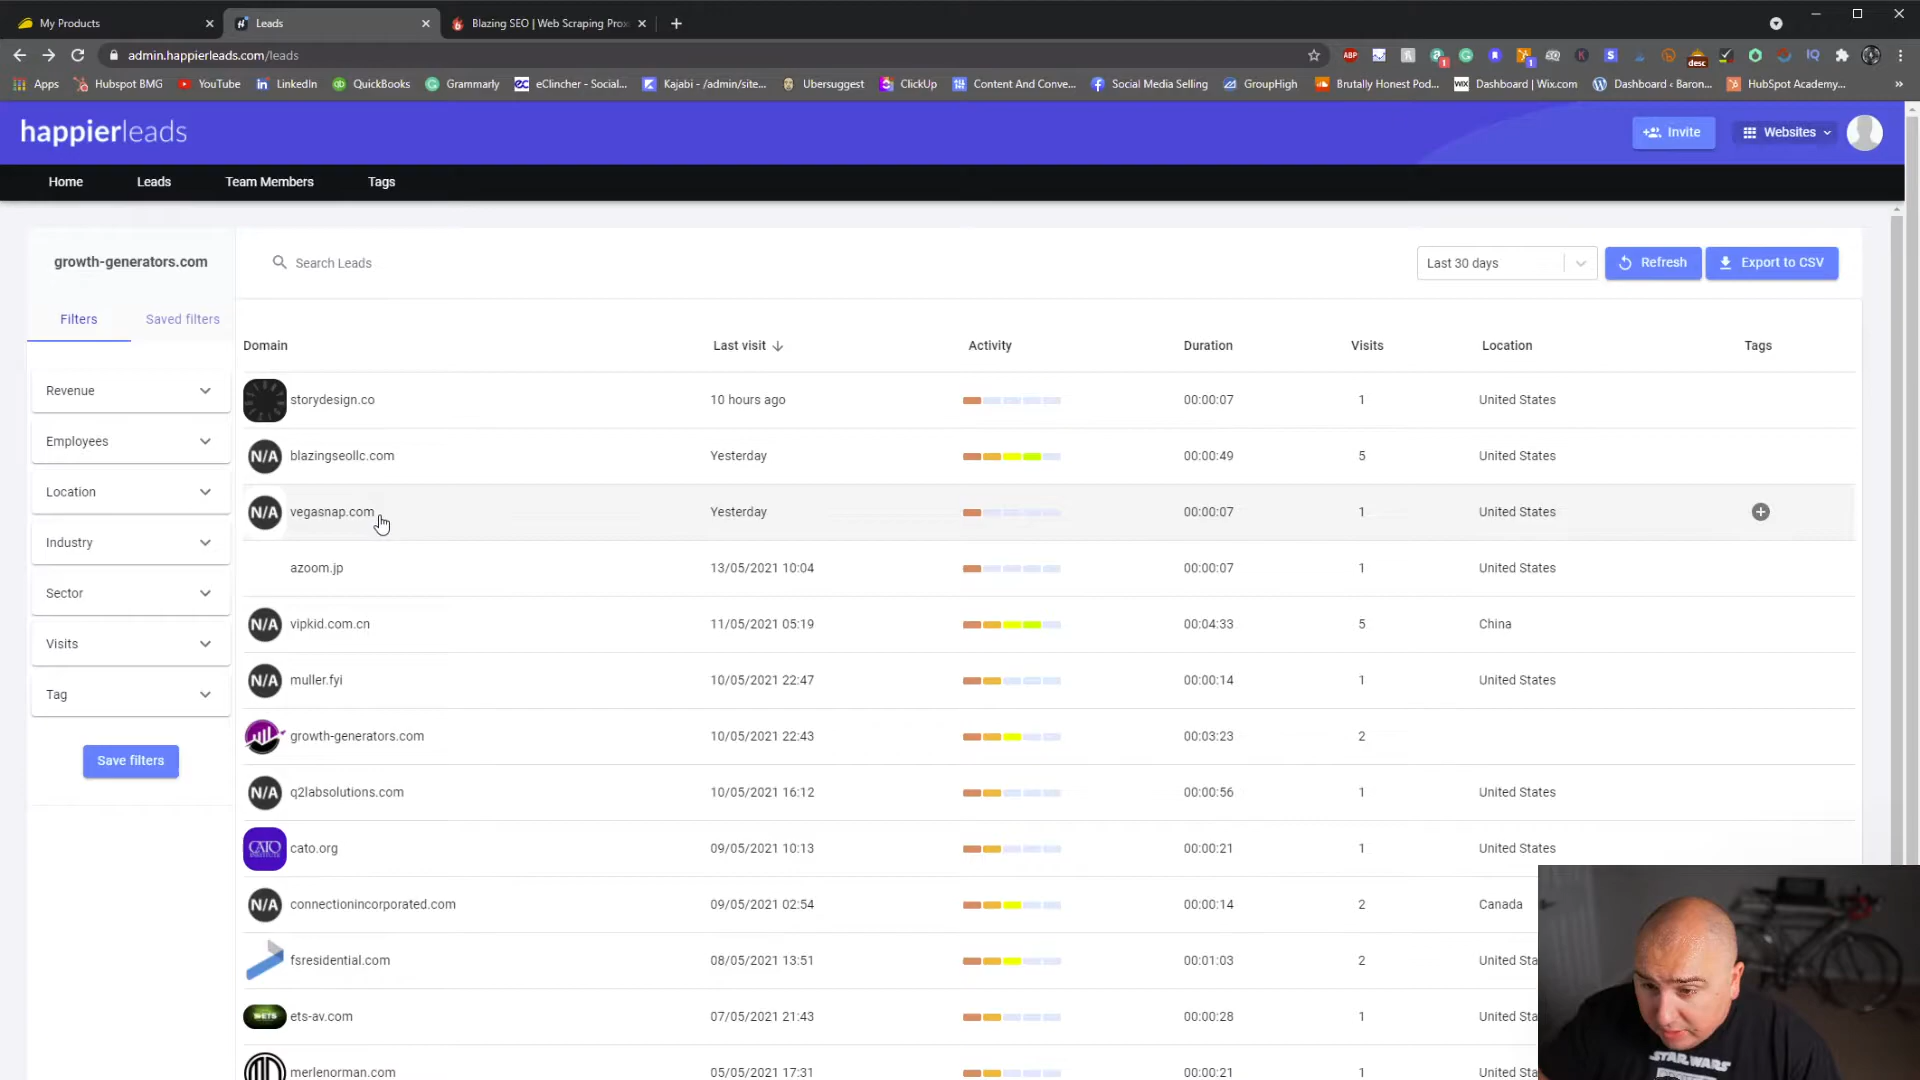 My Products
Leads
Blazing SEO | Web Scraping Prox
admin.happierleads.com/leads
Apps
Hubspot BMG
YouTube
LinkedIn
QuickBooks
Grammarly
eClincher - Social...
Kajabi - /admin/site...
Ubersuggest
ClickUp
Content And Conve...
Social Media Selling
GroupHigh
Brutally Honest Pod...
Dashboard | Wix.com
Dashboard ‹ Baron...
HubSpot Academy...
happierleads
Invite
Websites
Home
Leads
Team Members
Tags
growth-generators.com
Search Leads
Last 30 days
Refresh
Export to CSV
Filters
Saved filters
Domain
Last visit
Activity
Duration
Visits
Location
Tags
Revenue
Employees
Location
Industry
Sector
Visits
Tag
Save filters
storydesign.co 10 hours ago 00:00:07 1 United States
N/A blazingseollc.com Yesterday 00:00:49 5 United States
N/A vegasnap.com Yesterday 00:00:07 1 United States
azoom.jp 13/05/2021 10:04 00:00:07 1 United States
N/A vipkid.com.cn 11/05/2021 05:19 00:04:33 5 China
N/A muller.fyi 10/05/2021 22:47 00:00:14 1 United States
growth-generators.com 10/05/2021 22:43 00:03:23 2
N/A q2labsolutions.com 10/05/2021 16:12 00:00:56 1 United States
CATO cato.org 09/05/2021 10:13 00:00:21 1 United States
N/A connectionincorporated.com 09/05/2021 02:54 00:00:14 2 Canada
fsresidential.com 08/05/2021 13:51 00:01:03 2 United Sta
ETS ets-av.com 07/05/2021 21:43 00:00:28 1 United Sta
merlenorman.com 05/05/2021 17:31 00:00:21 1 United Sta
STAR WARS